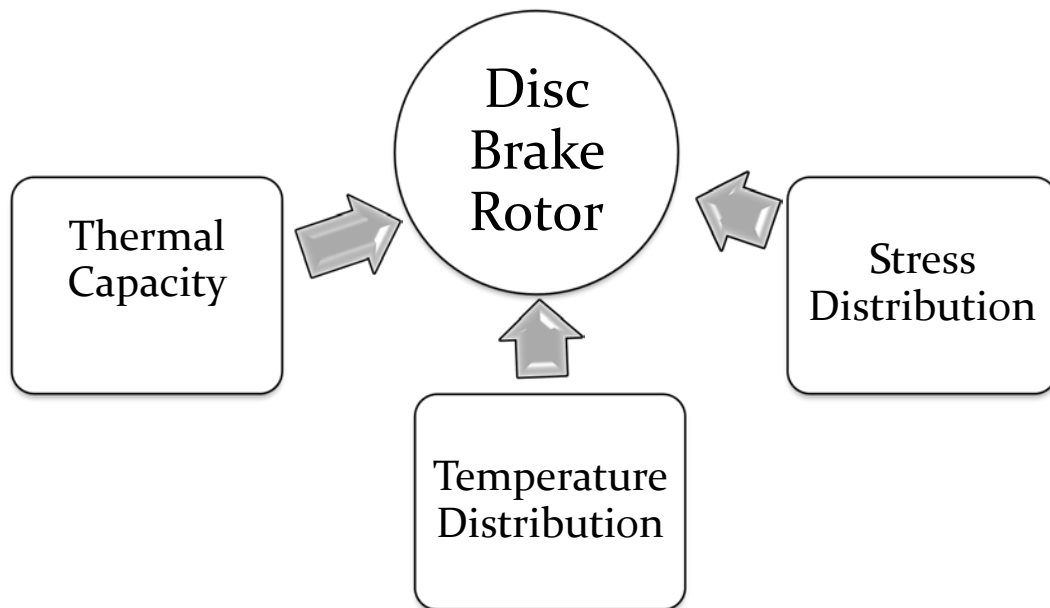 Disc
Brake
Rotor
Thermal
Capacity
Stress
Distribution
Temperature
Distribution